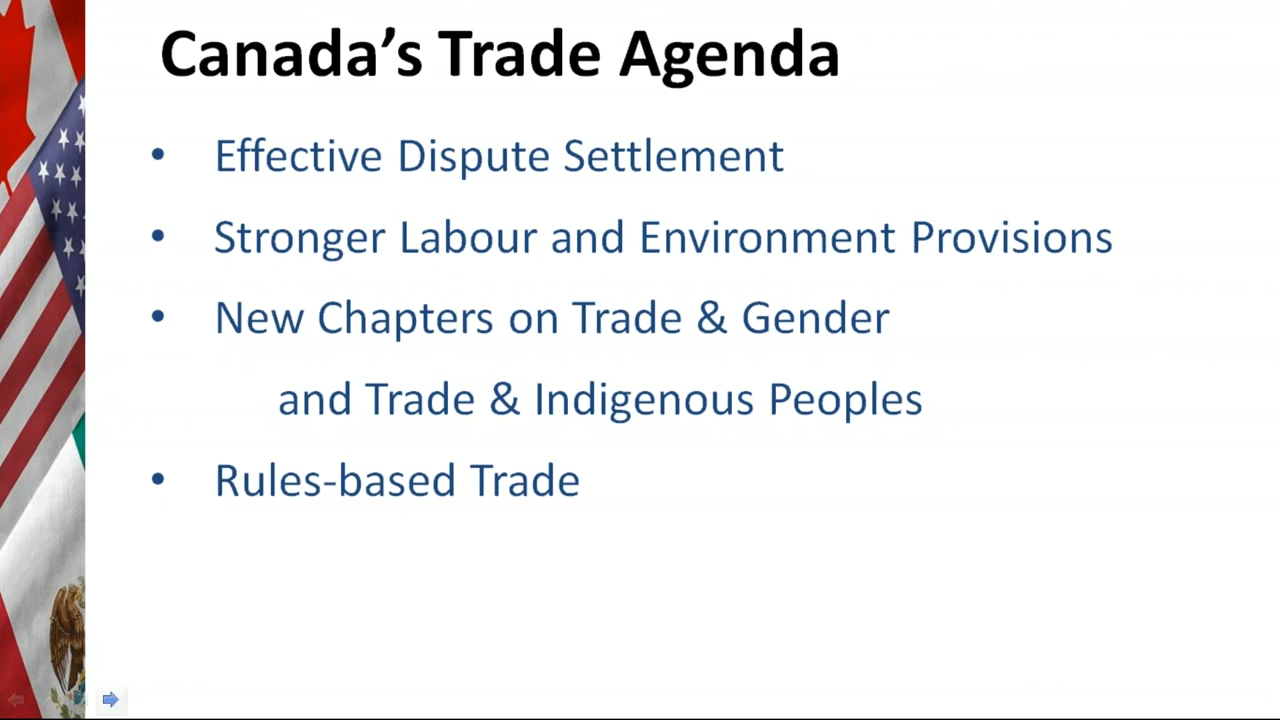 Canada’s Trade Agenda
• Effective Dispute Settlement
• Stronger Labour and Environment Provisions
• New Chapters on Trade & Gender
and Trade & Indigenous Peoples
• Rules-based Trade